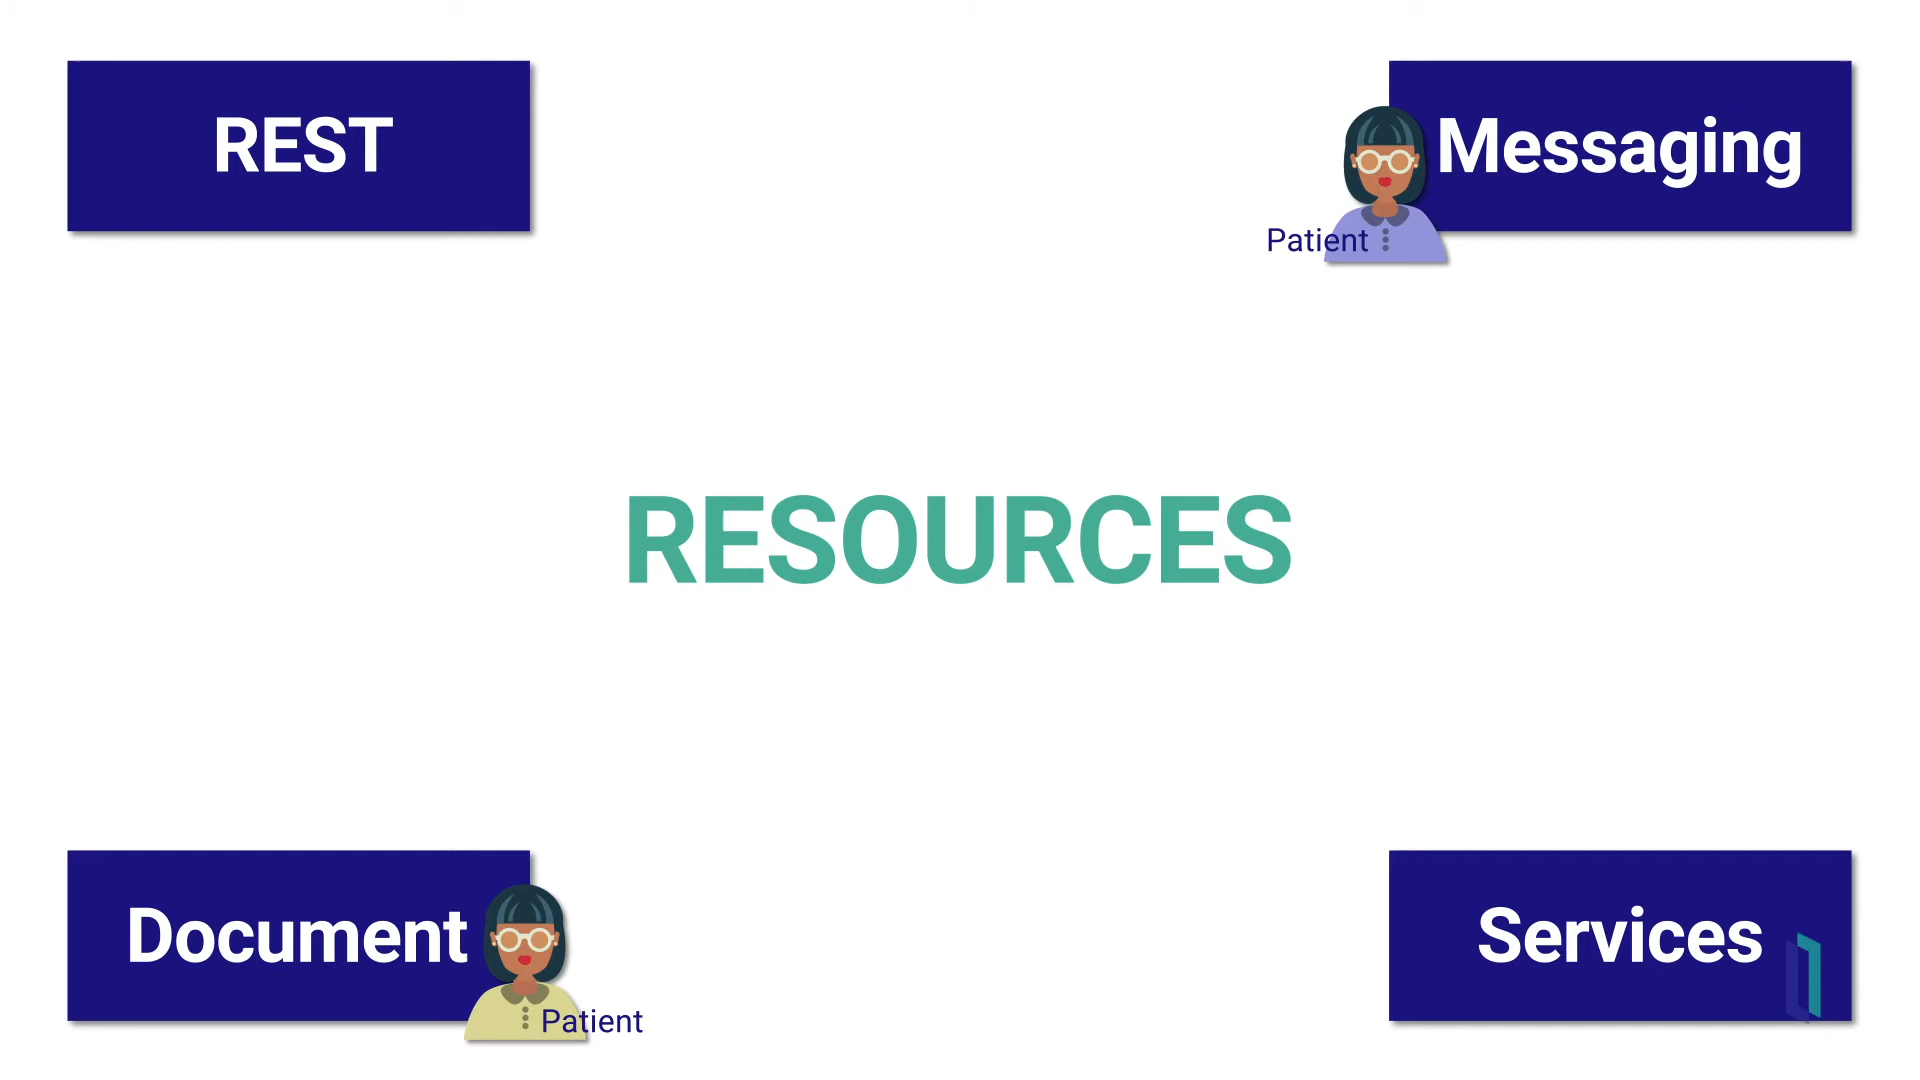 REST
Messaging
Patient
RESOURCES
Document
Patient
Services